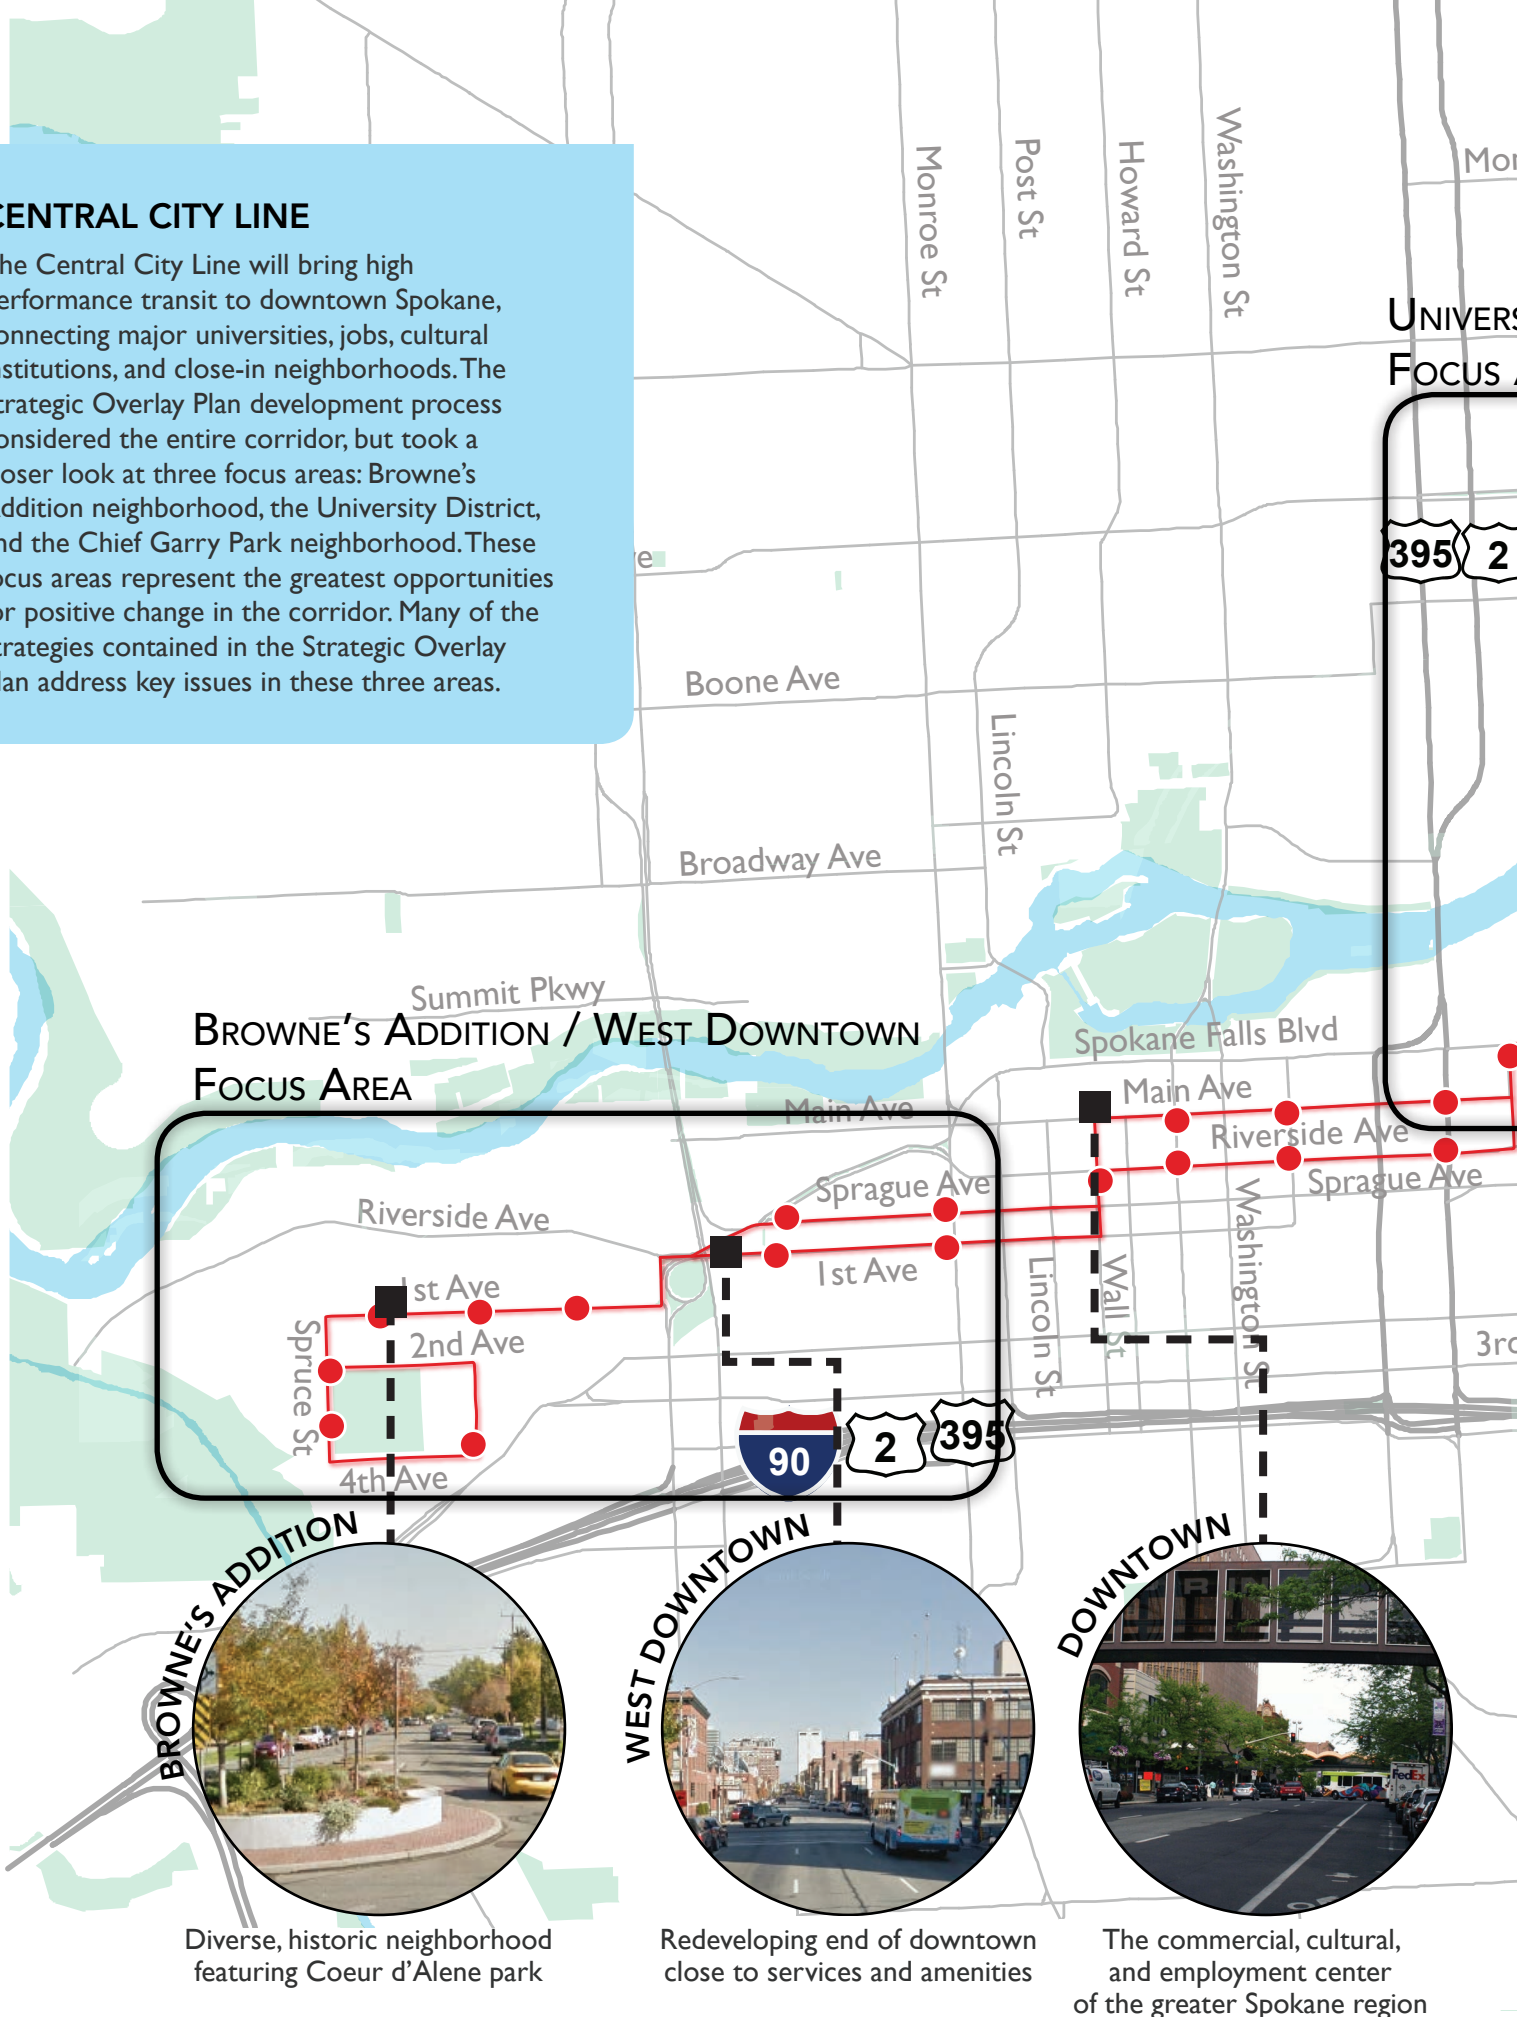 CENTRAL CITY LINE
he Central City Line will bring high
erformance transit to downtown Spokane,
onnecting major universities, jobs, cultural
nstitutions, and close-in neighborhoods. The
trategic Overlay Plan development process
onsidered the entire corridor, but took a
oser look at three focus areas: Browne's
ddition neighborhood, the University District,
nd the Chief Garry Park neighborhood. These
ocus areas represent the greatest opportunities
or positive change in the corridor. Many of the
trategies contained in the Strategic Overlay
lan address key issues in these three areas.
Monroe St
Post St
Howard St
Washington St
Mon
UNIVERS
FOCUS A
395
2
e
Boone Ave
Lincoln St
Broadway Ave
Summit Pkwy
BROWNE'S ADDITION / WEST DOWNTOWN
FOCUS AREA
Spokane Falls Blvd
Main Ave
Main Ave
Riverside Ave
Sprague Ave
Sprague Ave
Riverside Ave
1st Ave
1st Ave
2nd Ave
Spruce St
4th Ave
Lincoln St
Wall St
Washington St
3rd
90
2
395
BROWNE'S ADDITION
WEST DOWNTOWN
DOWNTOWN
FedEx
Diverse, historic neighborhood
featuring Coeur d'Alene park
Redeveloping end of downtown
close to services and amenities
The commercial, cultural,
and employment center
of the greater Spokane region